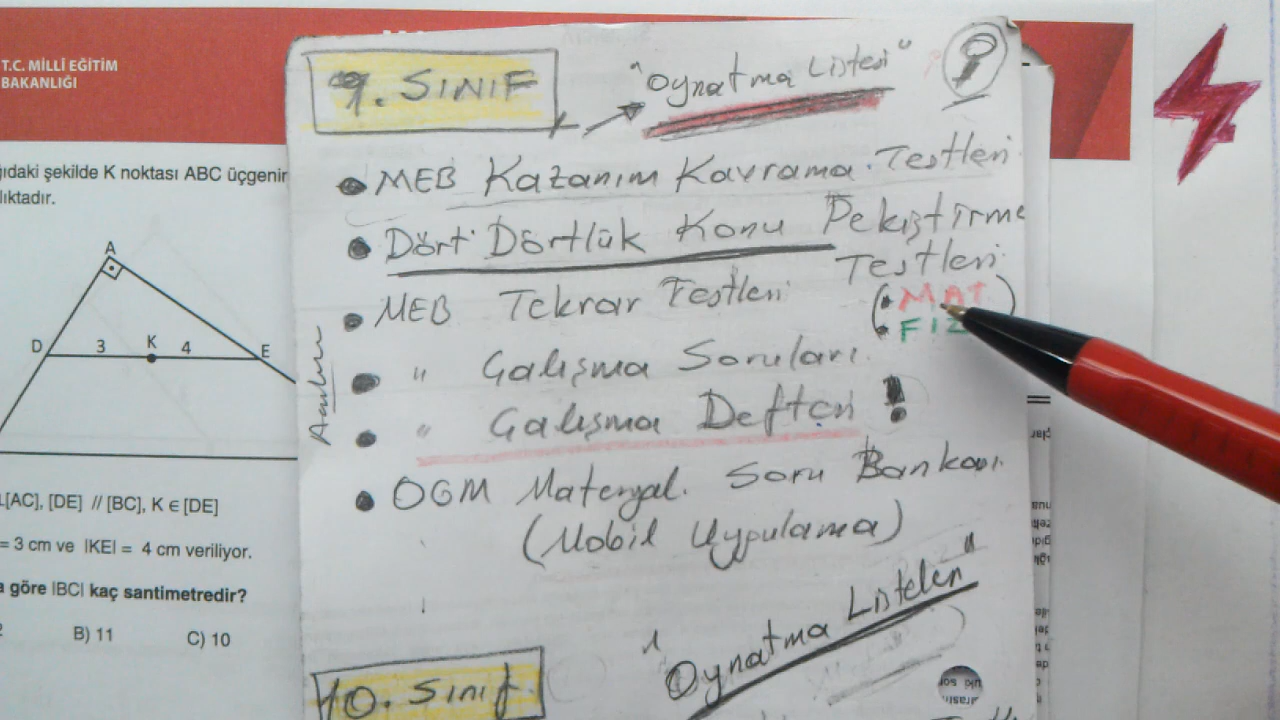 T.C. MİLLÎ EĞİTİM
BAKANLIĞI
ğıdaki şekilde K noktası ABC üçgenir
lıktadır.
A
D 3 K 4 E
[AC], [DE] // [BC], K ∈ [DE]
= 3 cm ve |KE| = 4 cm veriliyor.
a göre |BC| kaç santimetredir?
B) 11 C) 10
9. SINIF
"Oynatma Listesi"
• MEB Kazanım Kavrama Testleri
• Dört Dörtlük Konu Pekiştirme
Testleri
(• MAT
• FİZ
• MEB Tekrar Testleri
• " Çalışma Soruları
• " Çalışma Defteri !
• OGM Materyal Soru Bankası
(Mobil Uygulama)
10. Sınıf
"Oynatma Listeleri"